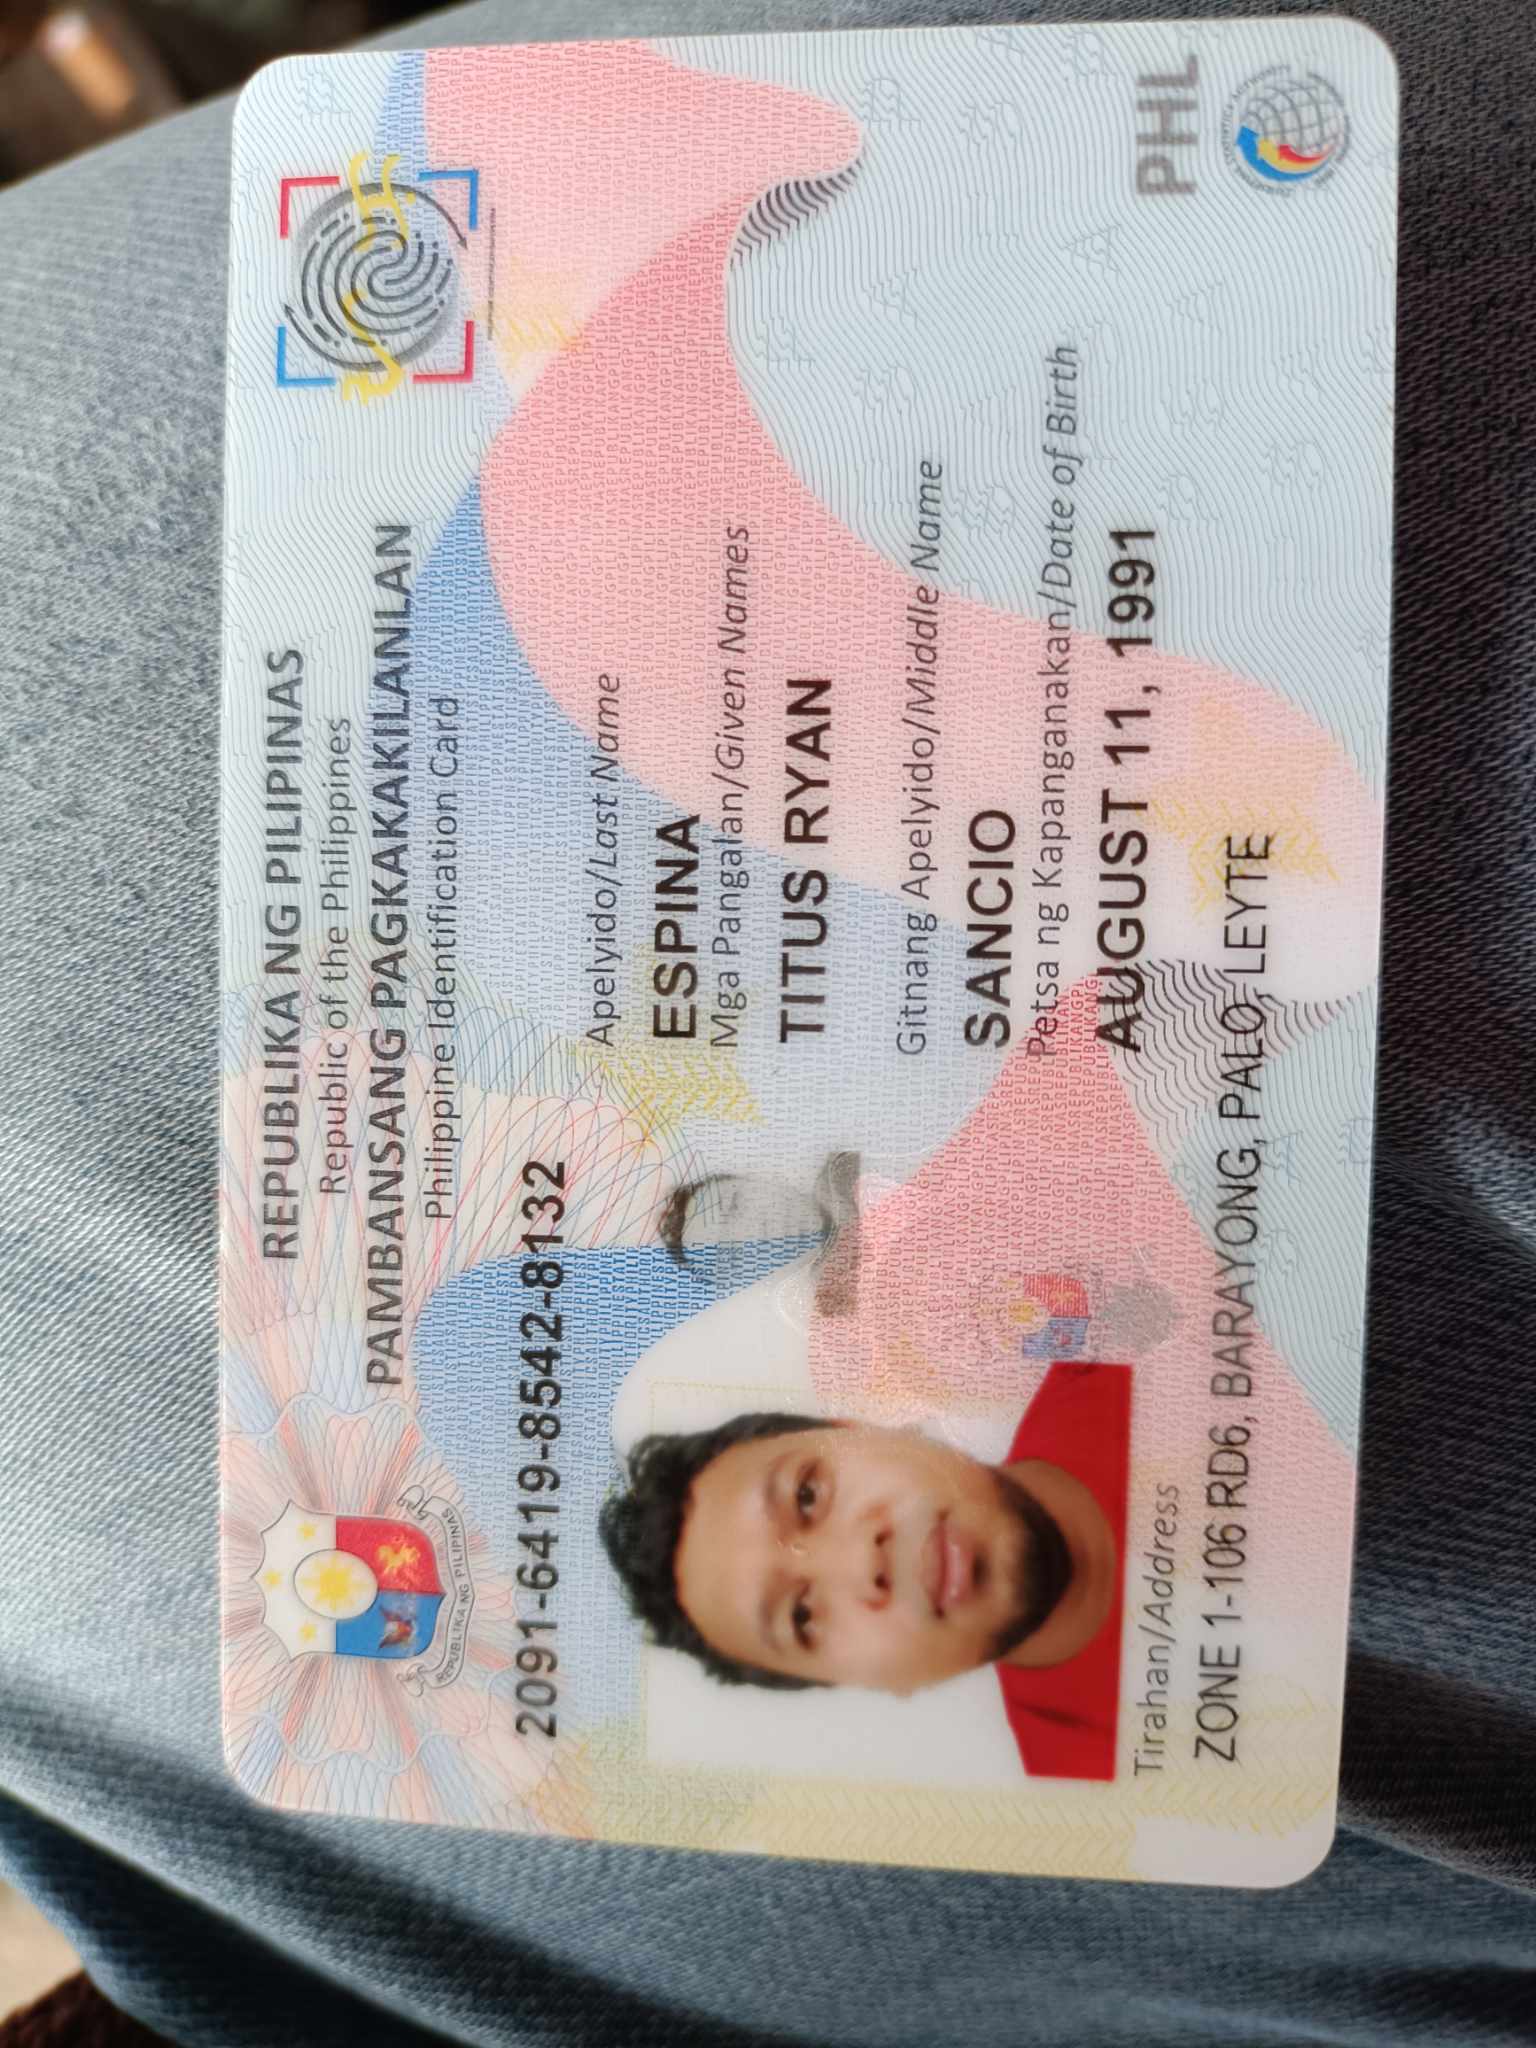 REPUBLIKA NG PILIPINAS
Republic of the Philippines
PAMBANSANG PAGKAKAKILANLAN
Philippine Identification Card
2091-6419-8542-8132
Apelyido/Last Name
ESPINA
Mga Pangalan/Given Names
TITUS RYAN
Gitnang Apelyido/Middle Name
SANCIO
Petsa ng Kapanganakan/Date of Birth
AUGUST 11, 1991
Tirahan/Address
ZONE 1-106 RD6, BARAYONG, PALO, LEYTE
PHL
REPUBLIKA NG PILIPINAS